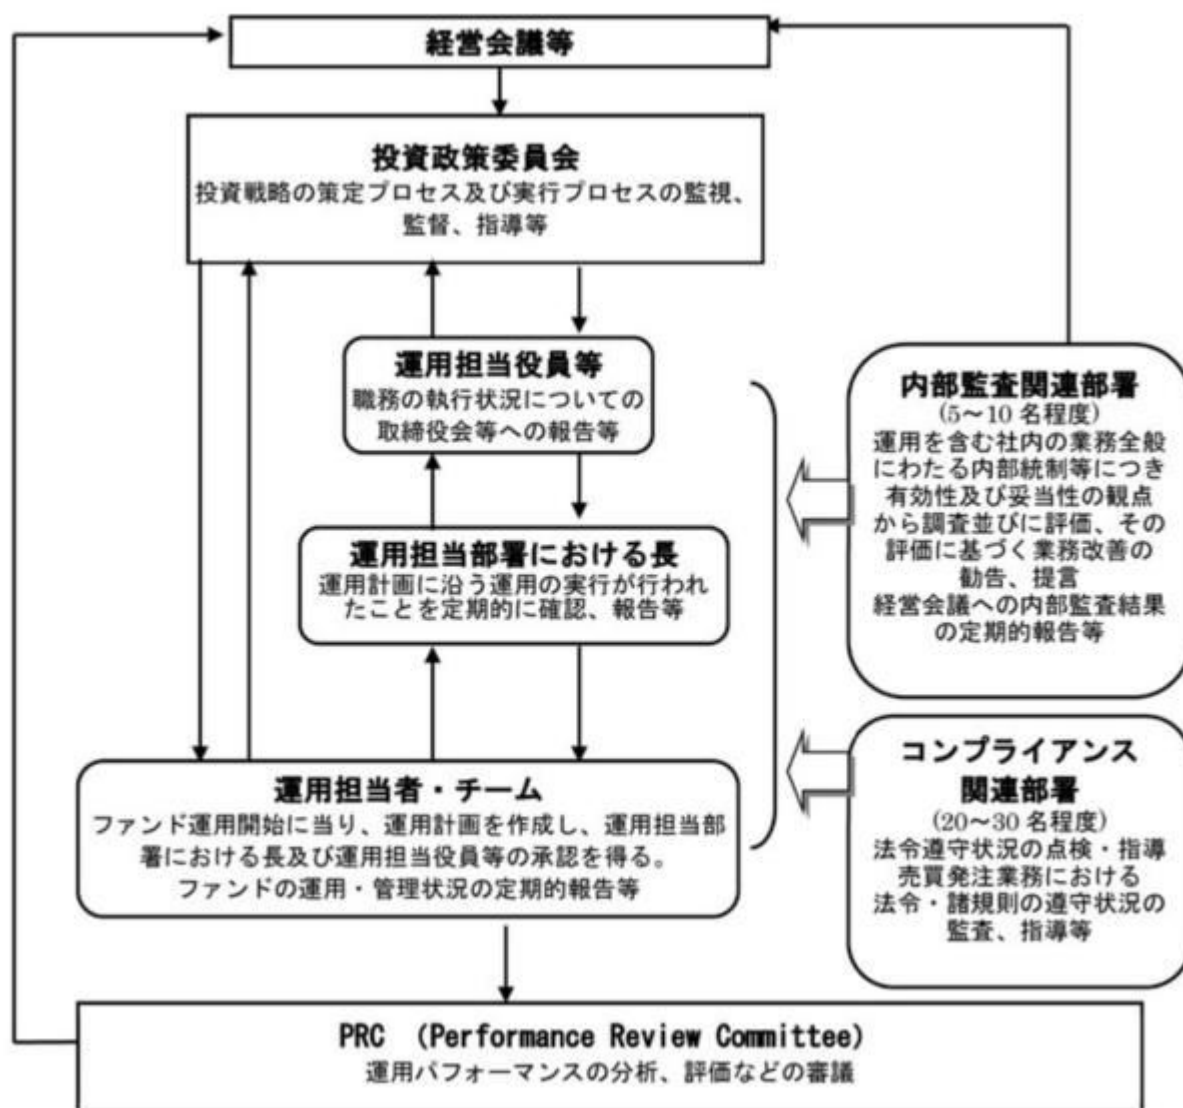 経営会議等
投資政策委員会
投資戦略の策定プロセス及び実行プロセスの監視、
監督、指導等
運用担当役員等
職務の執行状況についての
取締役会等への報告等
運用担当部署における長
運用計画に沿う運用の実行が行われ
たことを定期的に確認、報告等
運用担当者・チーム
ファンド運用開始に当り、運用計画を作成し、運用担当部
署における長及び運用担当役員等の承認を得る。
ファンドの運用・管理状況の定期的報告等
内部監査関連部署
(5～10 名程度)
運用を含む社内の業務全般
にわたる内部統制等につき
有効性及び妥当性の観点
から調査並びに評価、その
評価に基づく業務改善の
勧告、提言
経営会議への内部監査結果
の定期的報告等
コンプライアンス
関連部署
(20～30 名程度)
法令遵守状況の点検・指導
売買発注業務における
法令・諸規則の遵守状況の
監査、指導等
PRC (Performance Review Committee)
運用パフォーマンスの分析、評価などの審議